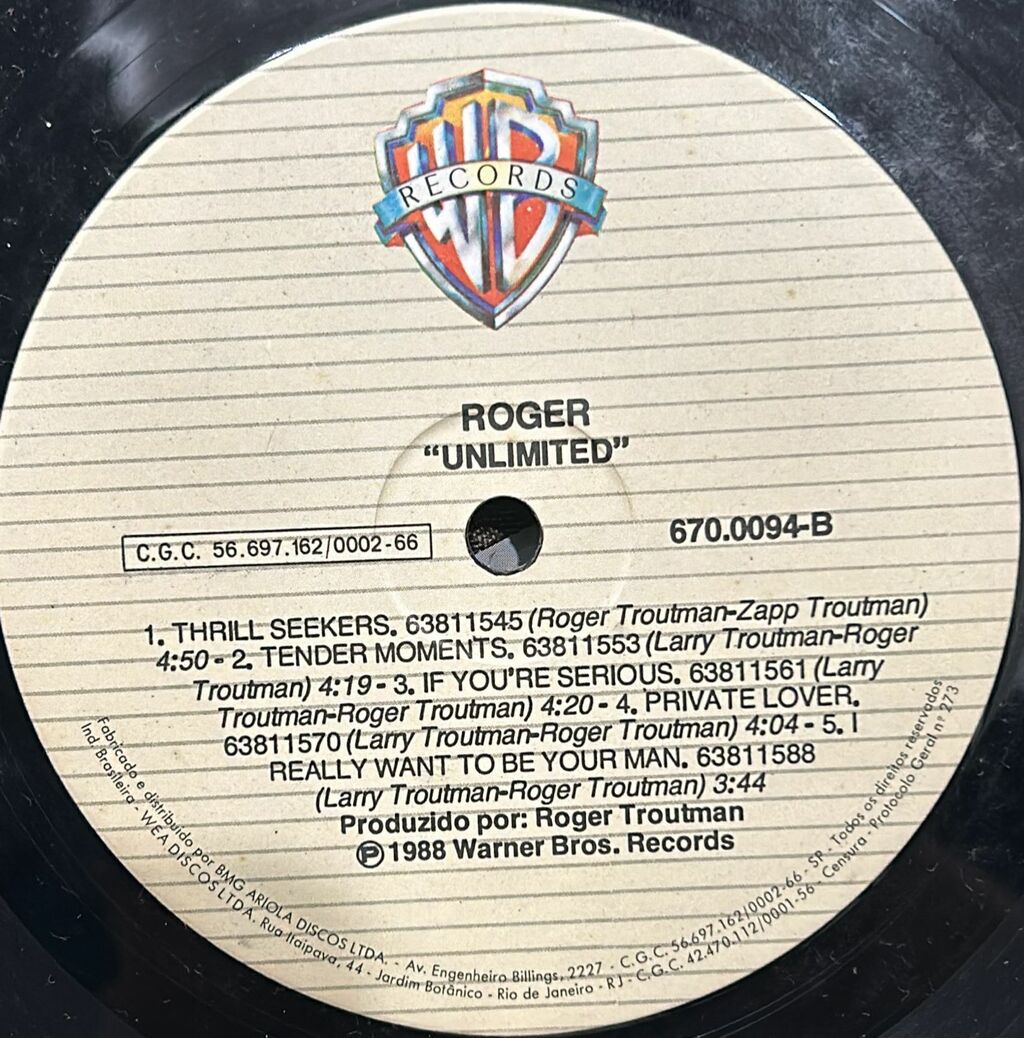 WB
RECORDS
ROGER
“UNLIMITED”
C.G.C. 56.697.162/0002-66
670.0094-B
1. THRILL SEEKERS. 63811545 (Roger Troutman-Zapp Troutman)
4:50 - 2. TENDER MOMENTS. 63811553 (Larry Troutman-Roger
Troutman) 4:19 - 3. IF YOU'RE SERIOUS. 63811561 (Larry
Troutman-Roger Troutman) 4:20 - 4. PRIVATE LOVER.
63811570 (Larry Troutman-Roger Troutman) 4:04 - 5. I
REALLY WANT TO BE YOUR MAN. 63811588
(Larry Troutman-Roger Troutman) 3:44
Produzido por: Roger Troutman
Ⓟ 1988 Warner Bros. Records
Fabricado e distribuido por BMG ARIOLA DISCOS LTDA. - Av. Engenheiro Billings, 2227 - C.G.C. 56.697.162/0002-66 - SP - Todos os direitos reservados
Ind. Brasileira - WEA DISCOS LTDA. Rua Itaipava, 44 - Jardim Botânico - Rio de Janeiro - RJ - C.G.C. 42.470.112/0001-56 - Censura - Protocolo Geral nº 273